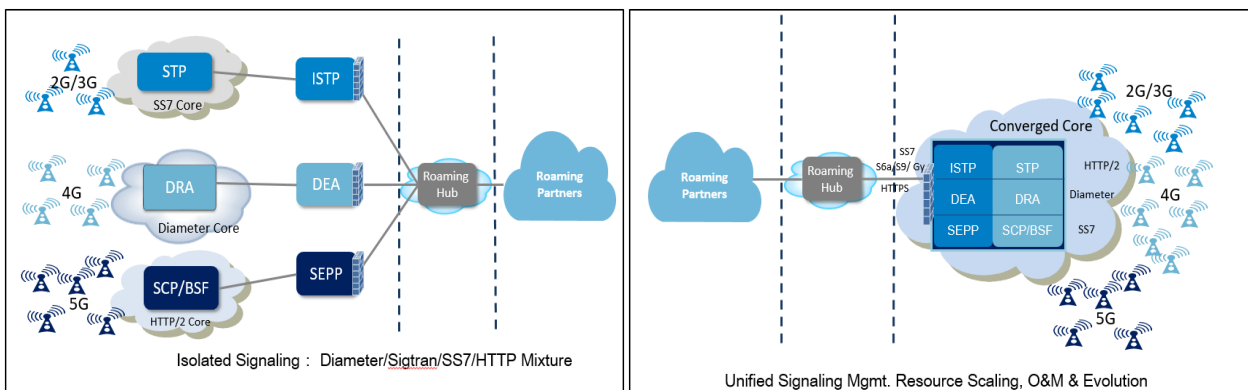 STP
2G/3G
SS7 Core
ISTP
DRA
4G
Diameter Core
DEA
Roaming
Hub
Roaming
Partners
SCP/BSF
5G
HTTP/2 Core
SEPP
Isolated Signaling : Diameter/Sigtran/SS7/HTTP Mixture
Roaming
Partners
Roaming
Hub
SS7
S6a/S9/ Gy
HTTPS
Converged Core
ISTP
STP
DEA
DRA
SEPP
SCP/BSF
HTTP/2
Diameter
SS7
2G/3G
4G
5G
Unified Signaling Mgmt. Resource Scaling, O&M & Evolution